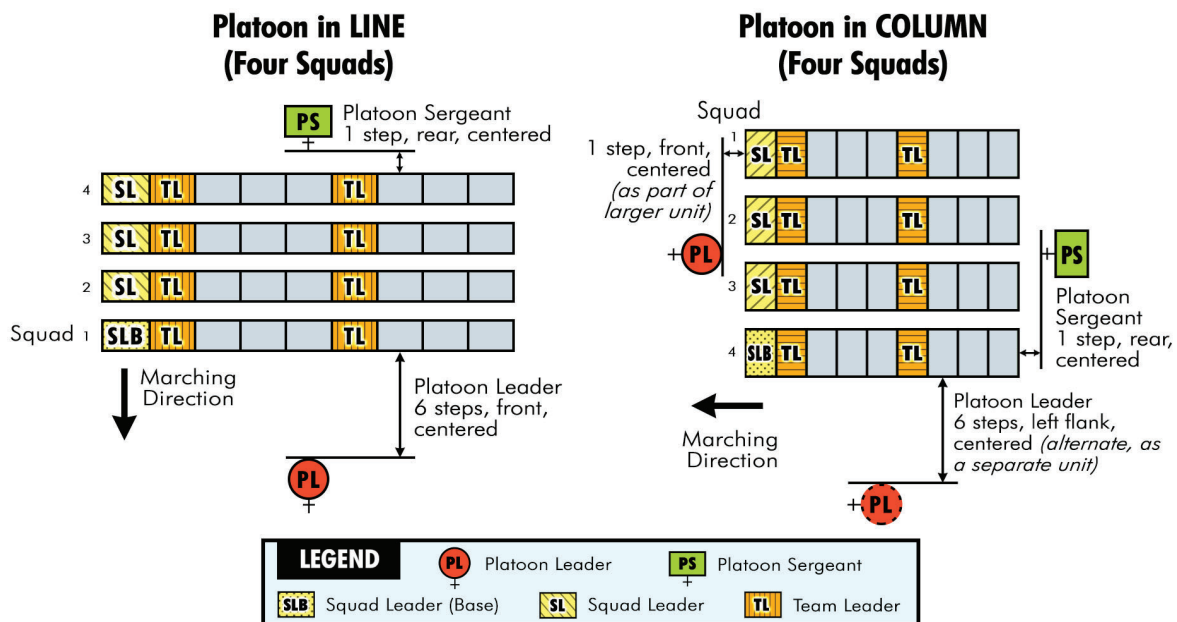 Platoon in LINE
(Four Squads)
PS
Platoon Sergeant
1 step, rear, centered
4 SL TL TL
3 SL TL TL
2 SL TL TL
Squad 1 SLB TL TL
Marching
Direction
Platoon Leader
6 steps, front,
centered
PL
Platoon in COLUMN
(Four Squads)
Squad
1 SL TL TL
1 step, front,
centered
(as part of
larger unit)
2 SL TL TL
PL
PS
3 SL TL TL
Platoon
Sergeant
1 step, rear,
centered
4 SLB TL TL
Marching
Direction
Platoon Leader
6 steps, left flank,
centered (alternate, as
a separate unit)
PL
LEGEND
PL Platoon Leader
PS Platoon Sergeant
SLB Squad Leader (Base)
SL Squad Leader
TL Team Leader